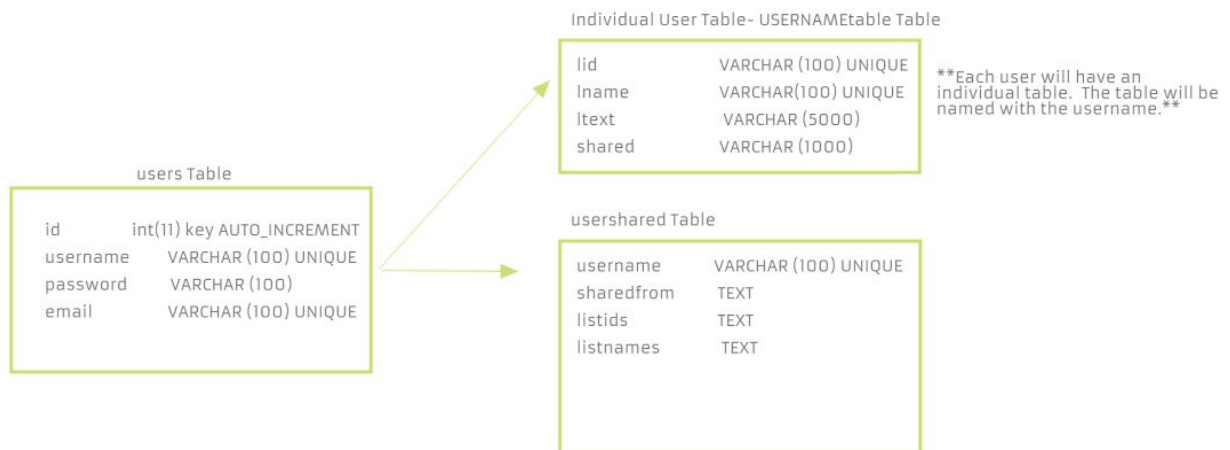 Individual User Table- USERNAMEtable Table
lid VARCHAR (100) UNIQUE
lname VARCHAR(100) UNIQUE
ltext VARCHAR (5000)
shared VARCHAR (1000)
**Each user will have an
individual table. The table will be
named with the username.**
users Table
id int(11) key AUTO_INCREMENT
username VARCHAR (100) UNIQUE
password VARCHAR (100)
email VARCHAR (100) UNIQUE
usershared Table
username VARCHAR (100) UNIQUE
sharedfrom TEXT
listids TEXT
listnames TEXT